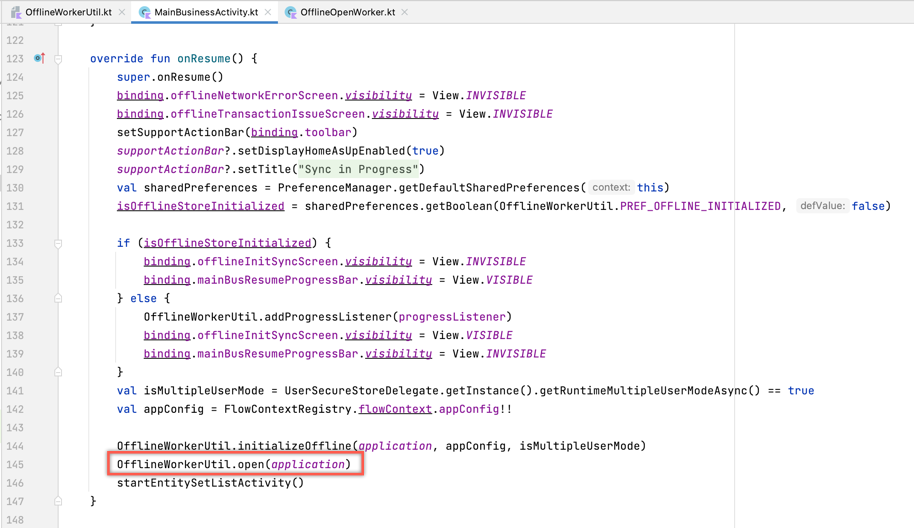 OfflineWorkerUtil.kt × MainBusinessActivity.kt × OfflineOpenWorker.kt ×
122
123 override fun onResume() {
124 super.onResume()
125 binding.offlineNetworkErrorScreen.visibility = View.INVISIBLE
126 binding.offlineTransactionIssueScreen.visibility = View.INVISIBLE
127 setSupportActionBar(binding.toolbar)
128 supportActionBar?.setDisplayHomeAsUpEnabled(true)
129 supportActionBar?.setTitle("Sync in Progress")
130 val sharedPreferences = PreferenceManager.getDefaultSharedPreferences( context: this)
131 isOfflineStoreInitialized = sharedPreferences.getBoolean(OfflineWorkerUtil.PREF_OFFLINE_INITIALIZED, defValue: false)
132
133 if (isOfflineStoreInitialized) {
134 binding.offlineInitSyncScreen.visibility = View.INVISIBLE
135 binding.mainBusResumeProgressBar.visibility = View.VISIBLE
136 } else {
137 OfflineWorkerUtil.addProgressListener(progressListener)
138 binding.offlineInitSyncScreen.visibility = View.VISIBLE
139 binding.mainBusResumeProgressBar.visibility = View.INVISIBLE
140 }
141 val isMultipleUserMode = UserSecureStoreDelegate.getInstance().getRuntimeMultipleUserModeAsync() == true
142 val appConfig = FlowContextRegistry.flowContext.appConfig!!
143
144 OfflineWorkerUtil.initializeOffline(application, appConfig, isMultipleUserMode)
145 OfflineWorkerUtil.open(application)
146 startEntitySetListActivity()
147 }
148